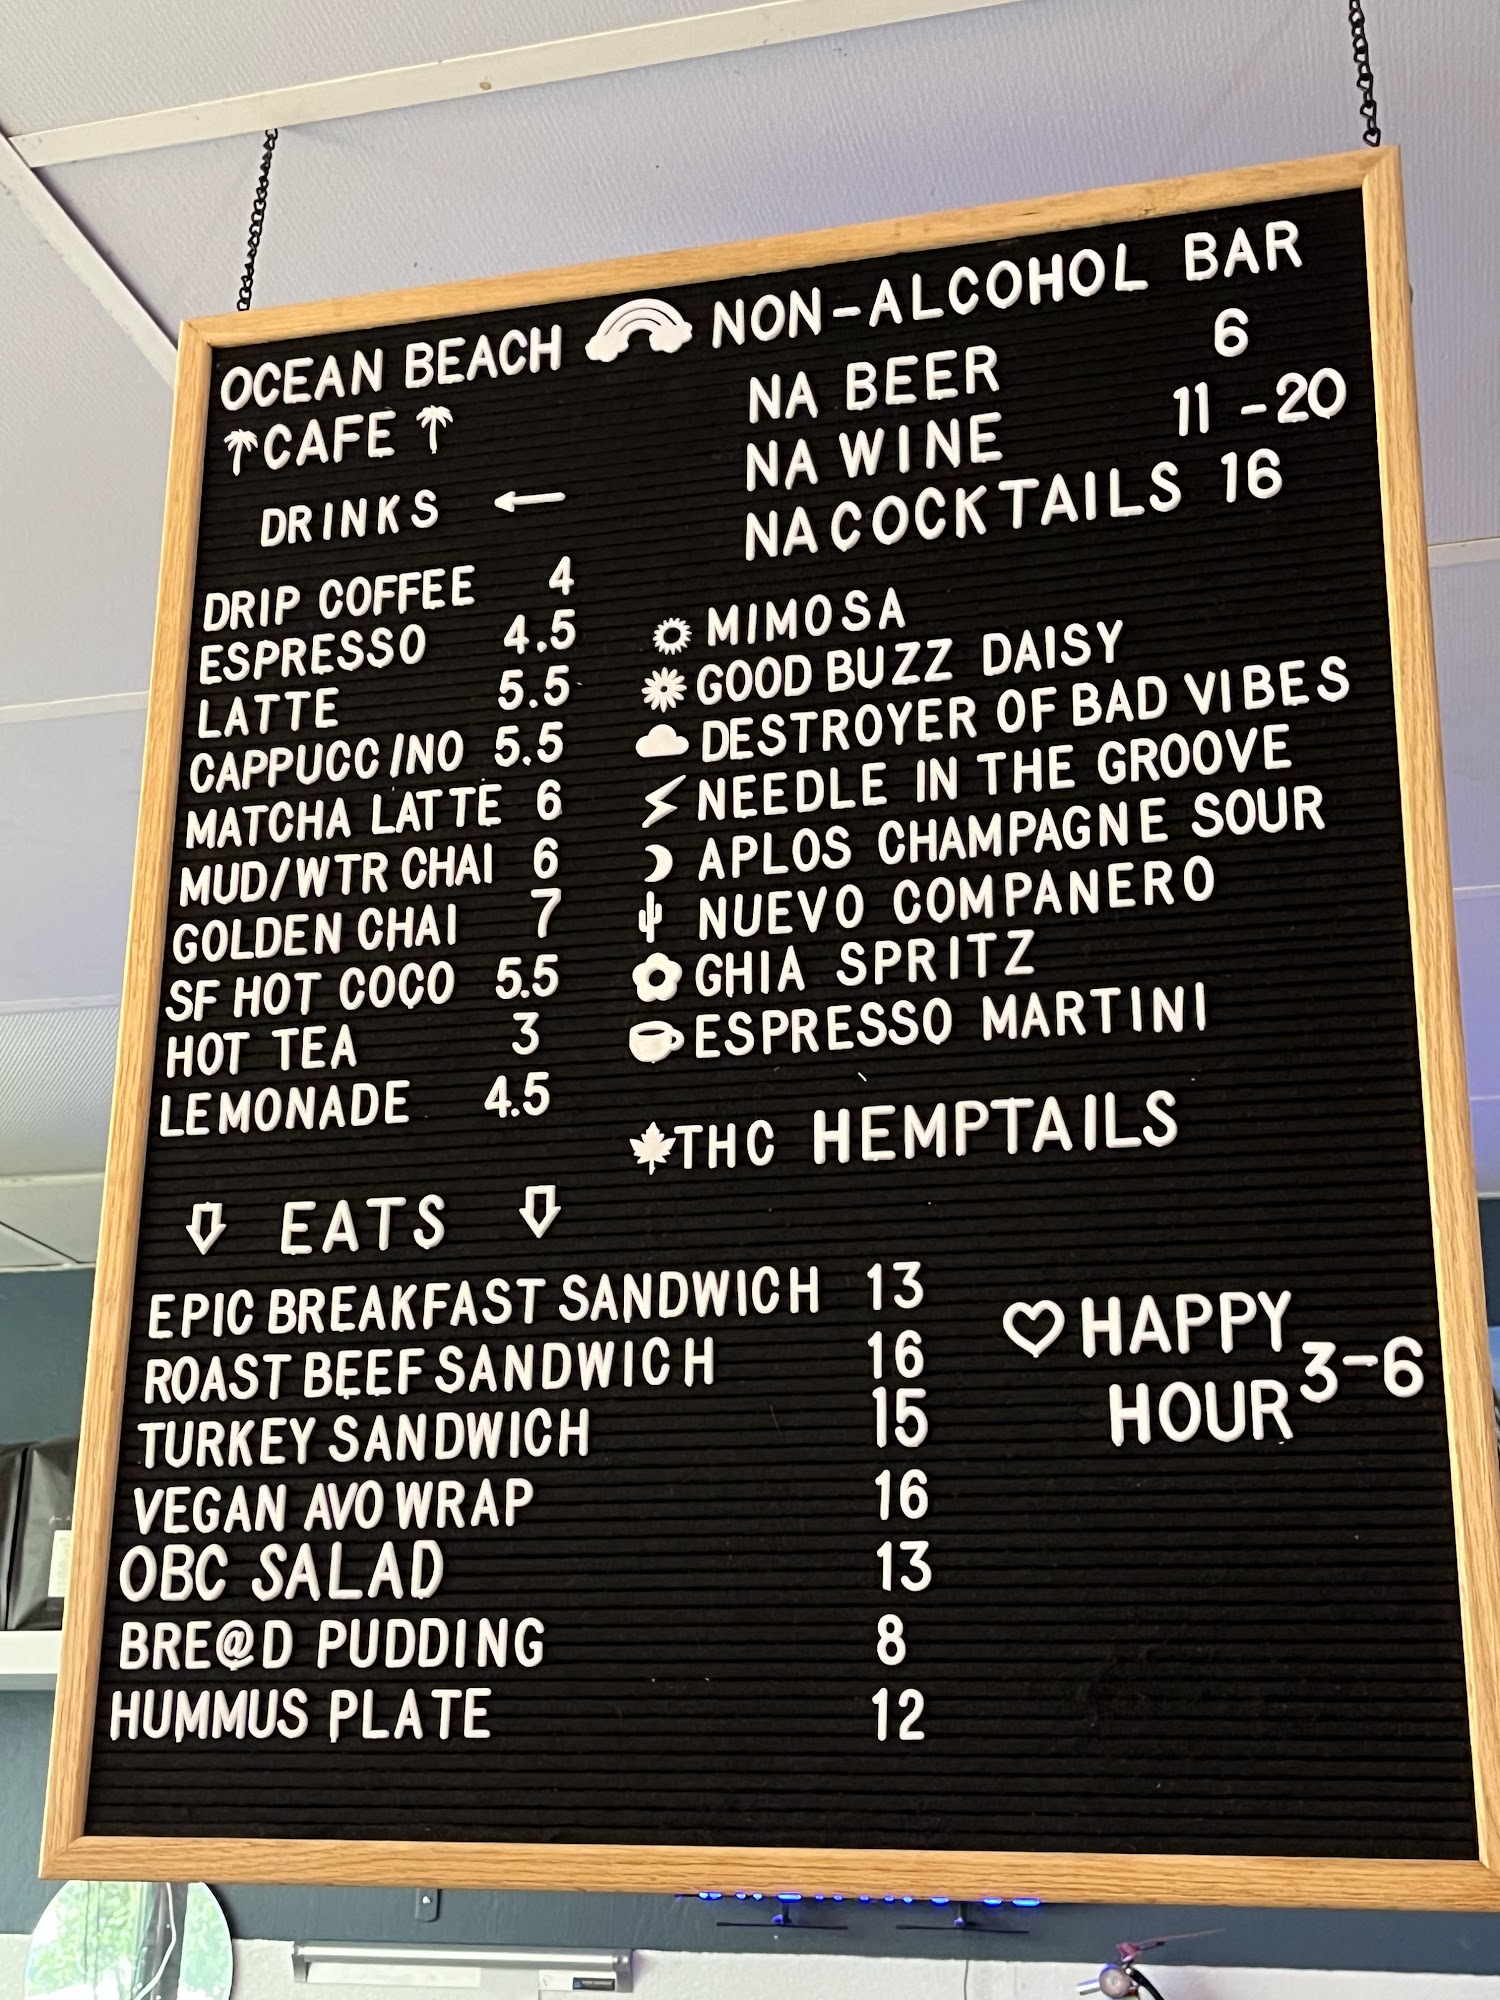 OCEAN BEACH
CAFE
DRINKS ←
DRIP COFFEE 4
ESPRESSO 4.5
LATTE 5.5
CAPPUCCINO 5.5
MATCHA LATTE 6
MUD/WTR CHAI 6
GOLDEN CHAI 7
SF HOT COCO 5.5
HOT TEA 3
LEMONADE 4.5
NON-ALCOHOL BAR
NA BEER 6
NA WINE 11-20
NA COCKTAILS 16
MIMOSA
GOOD BUZZ DAISY
DESTROYER OF BAD VIBES
NEEDLE IN THE GROOVE
APLOS CHAMPAGNE SOUR
NUEVO COMPANERO
GHIA SPRITZ
ESPRESSO MARTINI
THC HEMPTAILS
EATS
EPIC BREAKFAST SANDWICH 13
ROAST BEEF SANDWICH 16
TURKEY SANDWICH 15
VEGAN AVO WRAP 16
OBC SALAD 13
BRE@D PUDDING 8
HUMMUS PLATE 12
HAPPY
HOUR 3-6